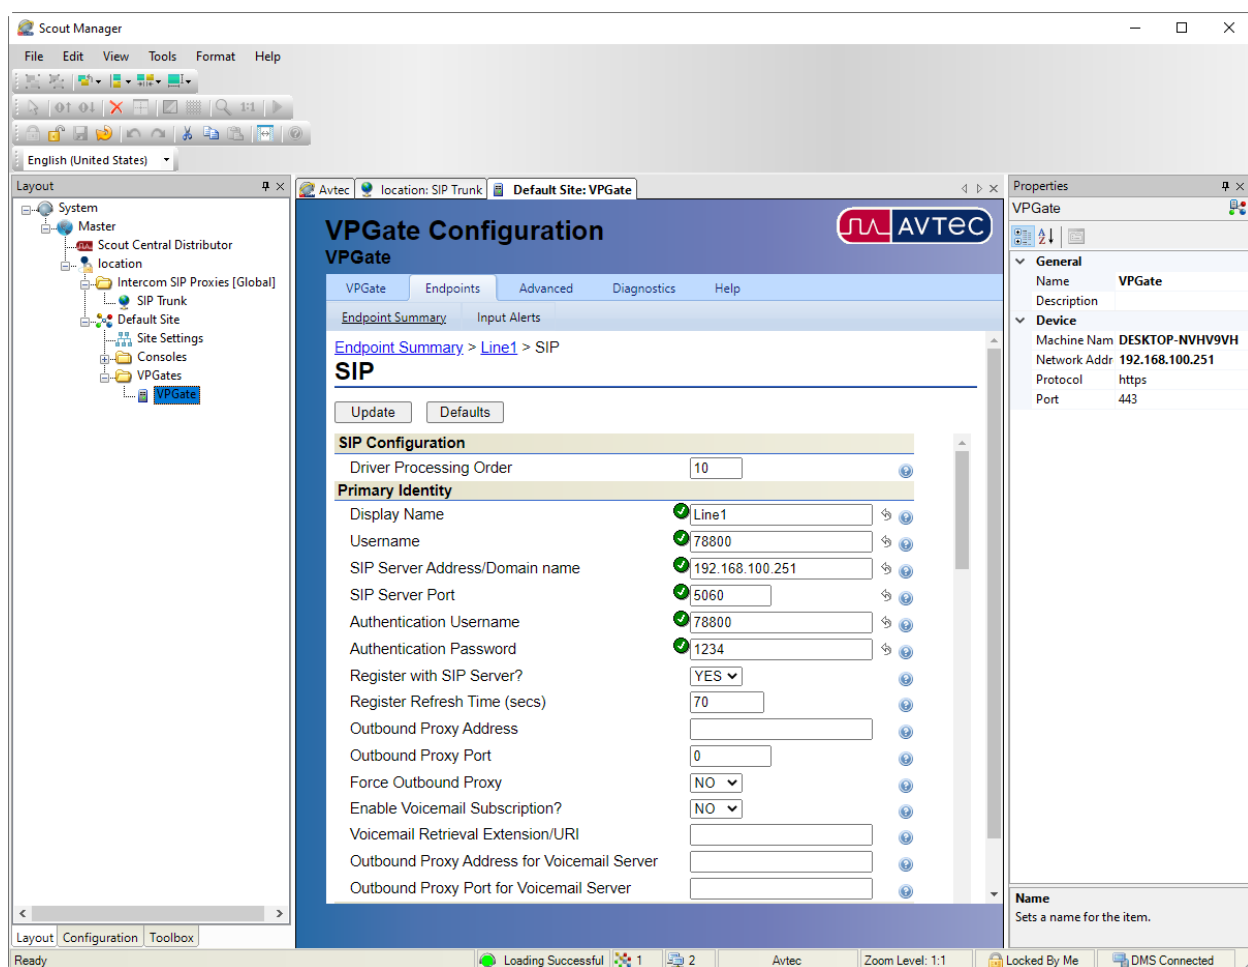 Scout Manager
File Edit View Tools Format Help
1:1
English (United States)
Layout
System
Master
Scout Central Distributor
location
Intercom SIP Proxies [Global]
SIP Trunk
Default Site
Site Settings
Consoles
VPGates
VPGate
Layout Configuration Toolbox
Avtec location: SIP Trunk Default Site: VPGate
VPGate Configuration
VPGate
AVTEC
VPGate Endpoints Advanced Diagnostics Help
Endpoint Summary Input Alerts
Endpoint Summary > Line1 > SIP
SIP
Update Defaults
SIP Configuration
Driver Processing Order 10
Primary Identity
Display Name Line1
Username 78800
SIP Server Address/Domain name 192.168.100.251
SIP Server Port 5060
Authentication Username 78800
Authentication Password 1234
Register with SIP Server? YES
Register Refresh Time (secs) 70
Outbound Proxy Address
Outbound Proxy Port 0
Force Outbound Proxy NO
Enable Voicemail Subscription? NO
Voicemail Retrieval Extension/URI
Outbound Proxy Address for Voicemail Server
Outbound Proxy Port for Voicemail Server
Properties
VPGate
General
Name VPGate
Description
Device
Machine Nam DESKTOP-NVHV9VH
Network Addr 192.168.100.251
Protocol https
Port 443
Name
Sets a name for the item.
Ready Loading Successful 1 2 Avtec Zoom Level: 1:1 Locked By Me DMS Connected